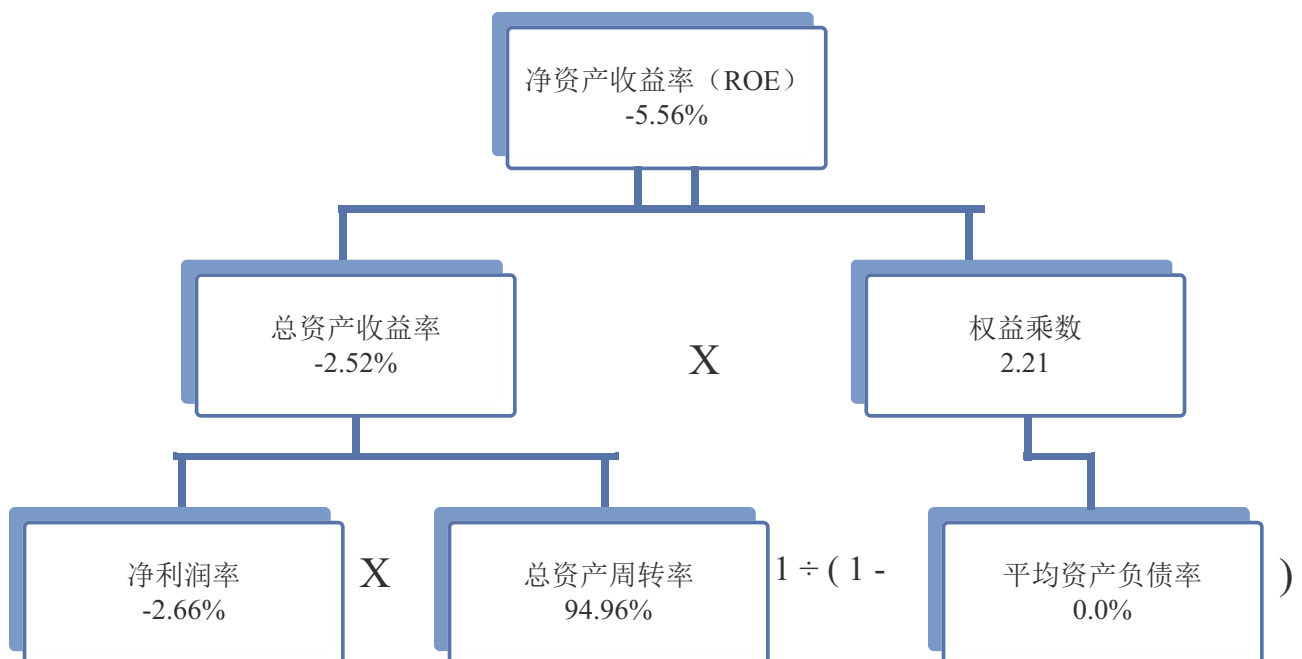 净资产收益率（ROE）
-5.56%
总资产收益率
-2.52%
X
权益乘数
2.21
净利润率
-2.66%
X
总资产周转率
94.96%
1 ÷ ( 1 -
平均资产负债率
0.0%
)